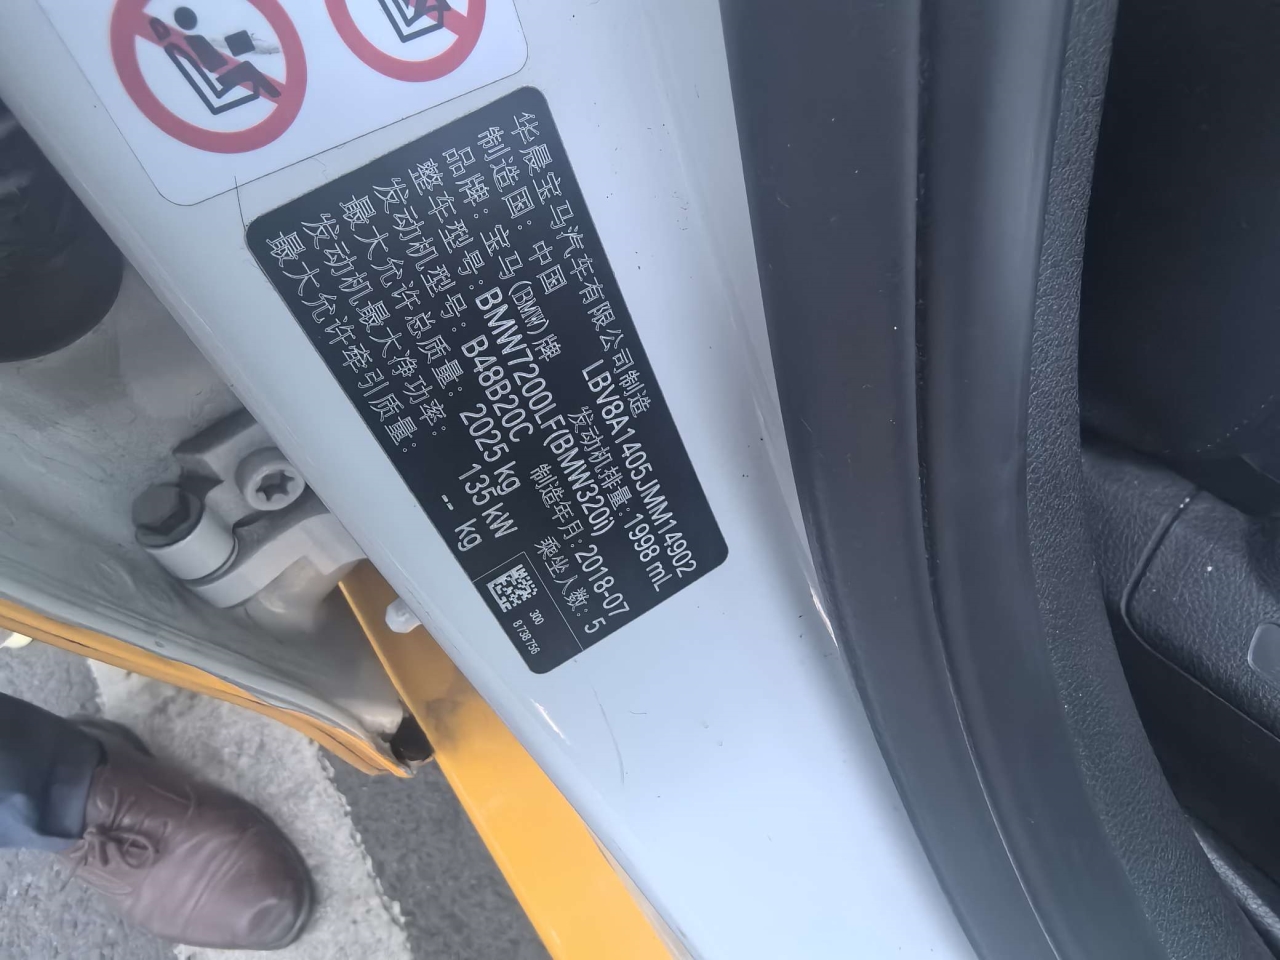 华晨宝马汽车有限公司制造
制造国：中国 LBV8A1405JMM14902
品牌：宝马(BMW)牌 发动机排量：1998 mL
整车型号：BMW7200LF(BMW320i)
发动机型号：B48B20C 制造年月：2018-07
最大允许总质量：2025 kg 乘坐人数：5
发动机最大净功率：135 kW
最大允许牵引质量：-- kg
300
8 738 756